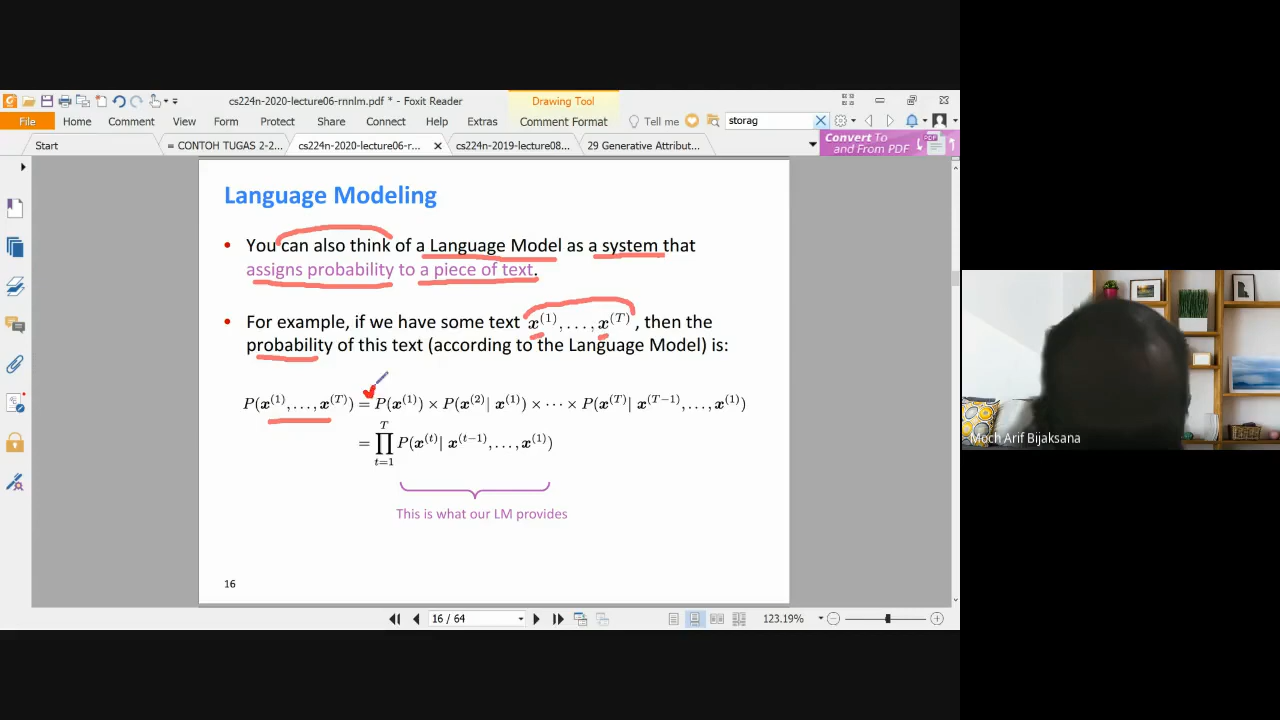 cs224n-2020-lecture06-rnnlm.pdf * - Foxit Reader
Drawing Tool
File Home Comment View Form Protect Share Connect Help Extras Comment Format Tell me storag
Start = CONTOH TUGAS 2-2... cs224n-2020-lecture06-r... cs224n-2019-lecture08... 29 Generative Attribut...
Convert To
and From PDF
PDF
Language Modeling
• You can also think of a Language Model as a system that
assigns probability to a piece of text.
• For example, if we have some text x^(1), . . . , x^(T), then the
probability of this text (according to the Language Model) is:
P(x^(1), . . . , x^(T)) = P(x^(1)) × P(x^(2)| x^(1)) × · · · × P(x^(T)| x^(T−1), . . . , x^(1))
= ∏_{t=1}^{T} P(x^(t)| x^(t−1), . . . , x^(1))
This is what our LM provides
16
16 / 64
123.19%
Moch Arif Bijaksana